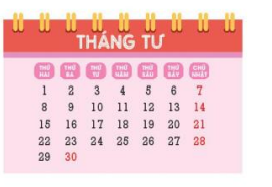 THÁNG TƯ
THỨ HAI THỨ BA THỨ TƯ THỨ NĂM THỨ SÁU THỨ BẢY CHỦ NHẬT
1 2 3 4 5 6 7
8 9 10 11 12 13 14
15 16 17 18 19 20 21
22 23 24 25 26 27 28
29 30